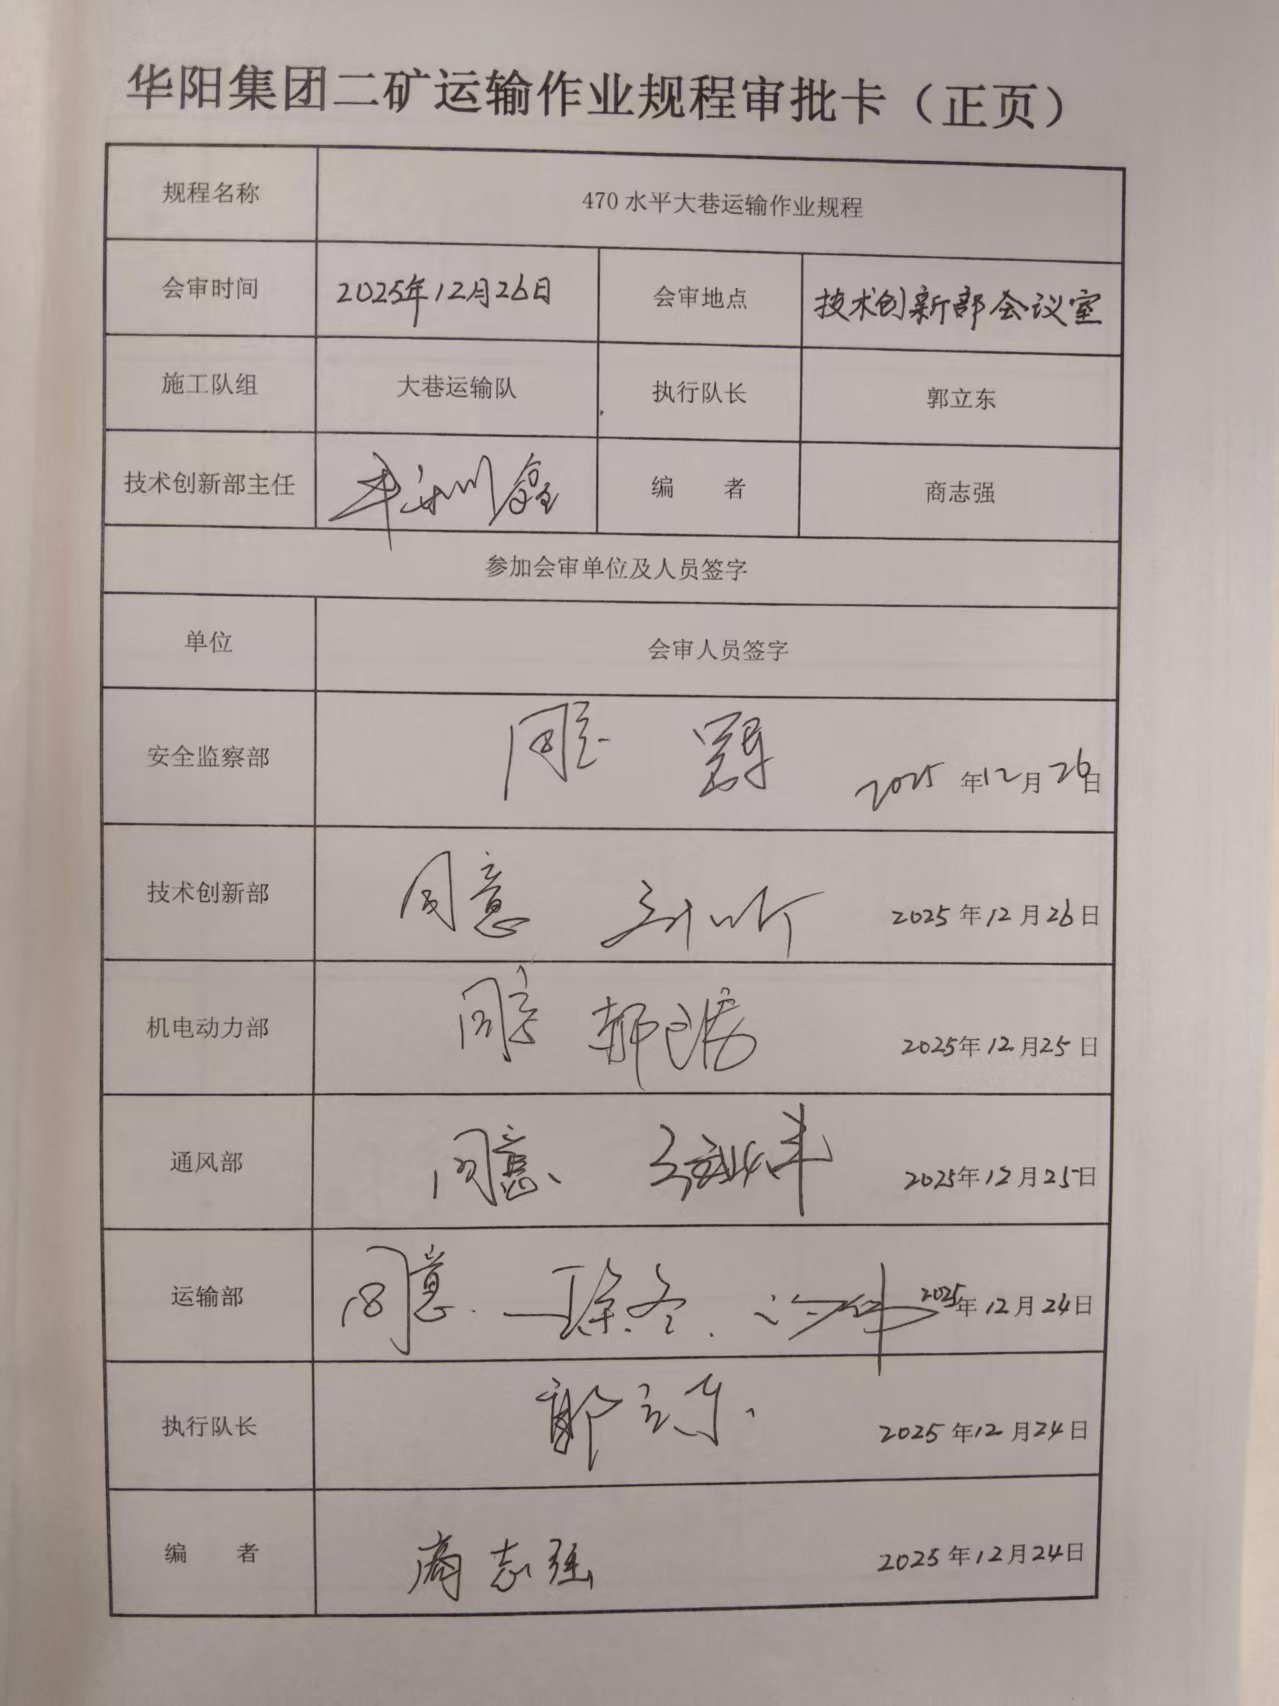 华阳集团二矿运输作业规程审批卡（正页）
规程名称 470水平大巷运输作业规程
会审时间 2025年12月26日 会审地点 技术创新部会议室
施工队组 大巷运输队 执行队长 郭立东
技术创新部主任 编 者 商志强
参加会审单位及人员签字
单位 会审人员签字
安全监察部 同意 2025年12月26日
技术创新部 同意 2025年12月26日
机电动力部 同意 2025年12月25日
通风部 同意、 2025年12月25日
运输部 同意. 2025年12月24日
执行队长 郭立东. 2025年12月24日
编 者 商志强 2025年12月24日